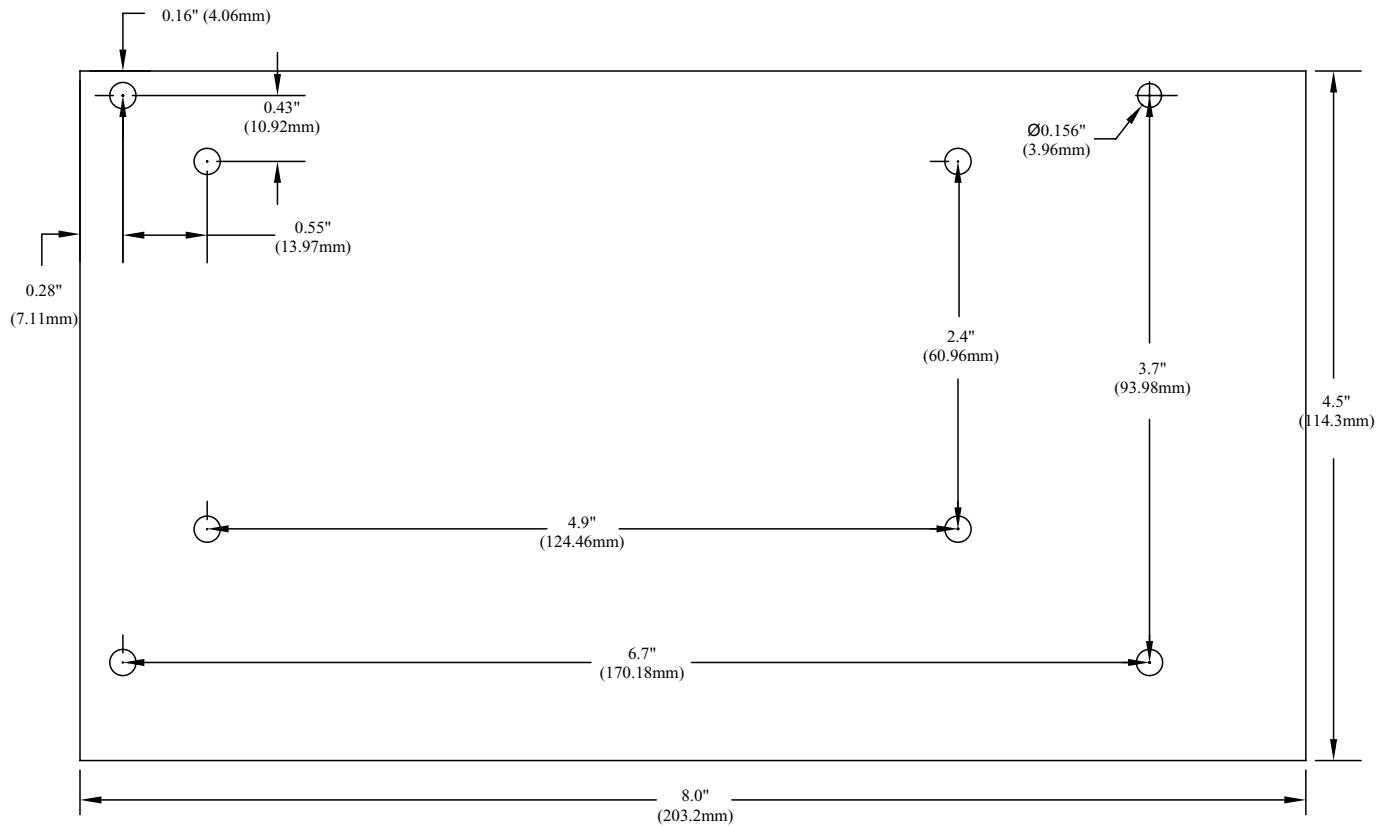 0.16" (4.06mm)
0.43"
(10.92mm)
Ø0.156"
(3.96mm)
0.55"
(13.97mm)
0.28"
(7.11mm)
2.4"
(60.96mm)
3.7"
(93.98mm)
4.5"
(114.3mm)
4.9"
(124.46mm)
6.7"
(170.18mm)
8.0"
(203.2mm)